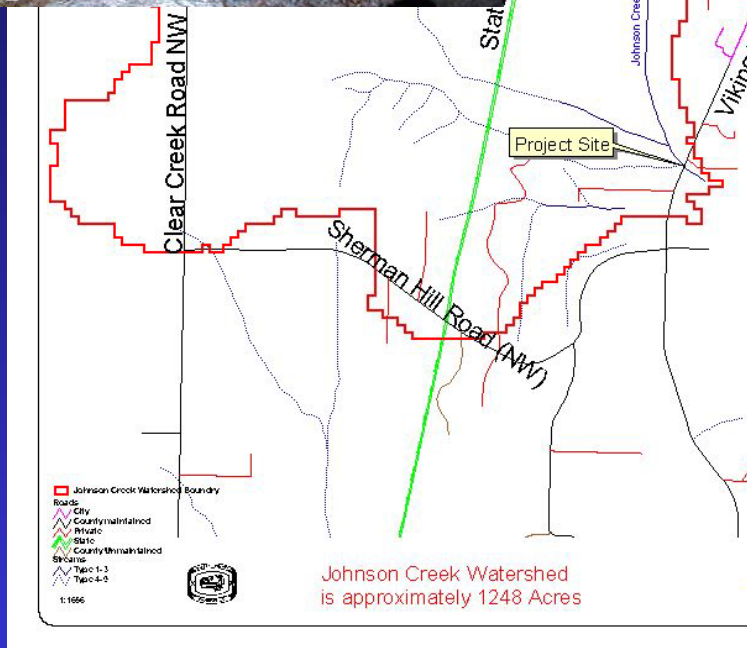 Clear Creek Road NW
State
Johnson Cree
Viking
Project Site
Sherman Hill Road (NW)
Johnson Creek Watershed Boundry
Roads
City
County maintained
Private
State
County Unmaintained
Streams
Type 1-3
Type 4-9
1:1656
Johnson Creek Watershed
is approximately 1248 Acres